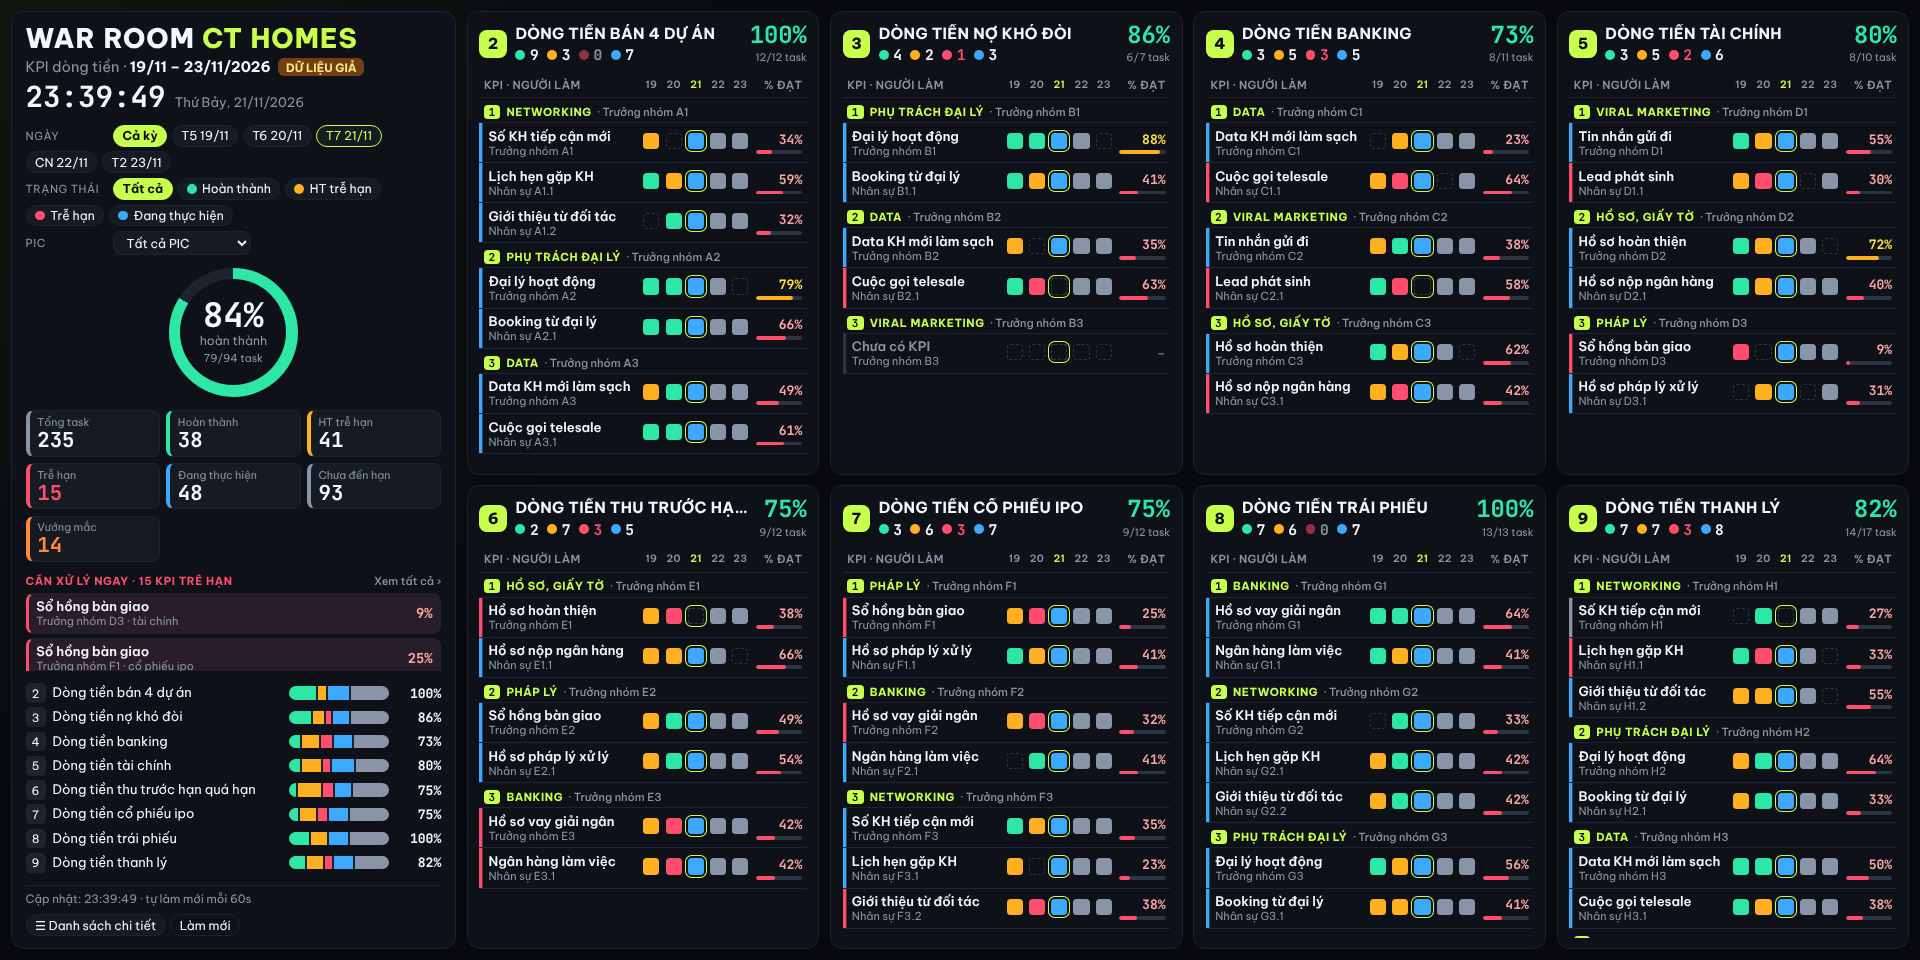 WAR ROOM CT HOMES
KPI dòng tiền · 19/11 – 23/11/2026 DỮ LIỆU GIẢ
23:39:49 Thứ Bảy, 21/11/2026
NGÀY Cả kỳ T5 19/11 T6 20/11 T7 21/11
CN 22/11 T2 23/11
TRẠNG THÁI Tất cả Hoàn thành HT trễ hạn
Trễ hạn Đang thực hiện
PIC Tất cả PIC
84%
hoàn thành
79/94 task
Tổng task Hoàn thành HT trễ hạn
235 38 41
Trễ hạn Đang thực hiện Chưa đến hạn
15 48 93
Vướng mắc
14
CẦN XỬ LÝ NGAY · 15 KPI TRỄ HẠN Xem tất cả ›
Sổ hồng bàn giao 9%
Trưởng nhóm D3 · tài chính
Sổ hồng bàn giao 25%
Trưởng nhóm F1 · cổ phiếu ipo
2 Dòng tiền bán 4 dự án 100%
3 Dòng tiền nợ khó đòi 86%
4 Dòng tiền banking 73%
5 Dòng tiền tài chính 80%
6 Dòng tiền thu trước hạn quá hạn 75%
7 Dòng tiền cổ phiếu ipo 75%
8 Dòng tiền trái phiếu 100%
9 Dòng tiền thanh lý 82%
Cập nhật: 23:39:49 · tự làm mới mỗi 60s
☰ Danh sách chi tiết Làm mới
2 DÒNG TIỀN BÁN 4 DỰ ÁN 100%
9 3 0 7 12/12 task
KPI · NGƯỜI LÀM 19 20 21 22 23 % ĐẠT
1 NETWORKING · Trưởng nhóm A1
Số KH tiếp cận mới 34%
Trưởng nhóm A1
Lịch hẹn gặp KH 59%
Nhân sự A1.1
Giới thiệu từ đối tác 32%
Nhân sự A1.2
2 PHỤ TRÁCH ĐẠI LÝ · Trưởng nhóm A2
Đại lý hoạt động 79%
Trưởng nhóm A2
Booking từ đại lý 66%
Nhân sự A2.1
3 DATA · Trưởng nhóm A3
Data KH mới làm sạch 49%
Trưởng nhóm A3
Cuộc gọi telesale 61%
Nhân sự A3.1
3 DÒNG TIỀN NỢ KHÓ ĐÒI 86%
4 2 1 3 6/7 task
KPI · NGƯỜI LÀM 19 20 21 22 23 % ĐẠT
1 PHỤ TRÁCH ĐẠI LÝ · Trưởng nhóm B1
Đại lý hoạt động 88%
Trưởng nhóm B1
Booking từ đại lý 41%
Nhân sự B1.1
2 DATA · Trưởng nhóm B2
Data KH mới làm sạch 35%
Trưởng nhóm B2
Cuộc gọi telesale 63%
Nhân sự B2.1
3 VIRAL MARKETING · Trưởng nhóm B3
Chưa có KPI –
Trưởng nhóm B3
4 DÒNG TIỀN BANKING 73%
3 5 3 5 8/11 task
KPI · NGƯỜI LÀM 19 20 21 22 23 % ĐẠT
1 DATA · Trưởng nhóm C1
Data KH mới làm sạch 23%
Trưởng nhóm C1
Cuộc gọi telesale 64%
Nhân sự C1.1
2 VIRAL MARKETING · Trưởng nhóm C2
Tin nhắn gửi đi 38%
Trưởng nhóm C2
Lead phát sinh 58%
Nhân sự C2.1
3 HỒ SƠ, GIẤY TỜ · Trưởng nhóm C3
Hồ sơ hoàn thiện 62%
Trưởng nhóm C3
Hồ sơ nộp ngân hàng 42%
Nhân sự C3.1
5 DÒNG TIỀN TÀI CHÍNH 80%
3 5 2 6 8/10 task
KPI · NGƯỜI LÀM 19 20 21 22 23 % ĐẠT
1 VIRAL MARKETING · Trưởng nhóm D1
Tin nhắn gửi đi 55%
Trưởng nhóm D1
Lead phát sinh 30%
Nhân sự D1.1
2 HỒ SƠ, GIẤY TỜ · Trưởng nhóm D2
Hồ sơ hoàn thiện 72%
Trưởng nhóm D2
Hồ sơ nộp ngân hàng 40%
Nhân sự D2.1
3 PHÁP LÝ · Trưởng nhóm D3
Sổ hồng bàn giao 9%
Trưởng nhóm D3
Hồ sơ pháp lý xử lý 31%
Nhân sự D3.1
6 DÒNG TIỀN THU TRƯỚC HẠ... 75%
2 7 3 5 9/12 task
KPI · NGƯỜI LÀM 19 20 21 22 23 % ĐẠT
1 HỒ SƠ, GIẤY TỜ · Trưởng nhóm E1
Hồ sơ hoàn thiện 38%
Trưởng nhóm E1
Hồ sơ nộp ngân hàng 66%
Nhân sự E1.1
2 PHÁP LÝ · Trưởng nhóm E2
Sổ hồng bàn giao 49%
Trưởng nhóm E2
Hồ sơ pháp lý xử lý 54%
Nhân sự E2.1
3 BANKING · Trưởng nhóm E3
Hồ sơ vay giải ngân 42%
Trưởng nhóm E3
Ngân hàng làm việc 42%
Nhân sự E3.1
7 DÒNG TIỀN CỔ PHIẾU IPO 75%
3 6 3 7 9/12 task
KPI · NGƯỜI LÀM 19 20 21 22 23 % ĐẠT
1 PHÁP LÝ · Trưởng nhóm F1
Sổ hồng bàn giao 25%
Trưởng nhóm F1
Hồ sơ pháp lý xử lý 41%
Nhân sự F1.1
2 BANKING · Trưởng nhóm F2
Hồ sơ vay giải ngân 32%
Trưởng nhóm F2
Ngân hàng làm việc 41%
Nhân sự F2.1
3 NETWORKING · Trưởng nhóm F3
Số KH tiếp cận mới 35%
Trưởng nhóm F3
Lịch hẹn gặp KH 23%
Nhân sự F3.1
Giới thiệu từ đối tác 38%
Nhân sự F3.2
8 DÒNG TIỀN TRÁI PHIẾU 100%
7 6 0 7 13/13 task
KPI · NGƯỜI LÀM 19 20 21 22 23 % ĐẠT
1 BANKING · Trưởng nhóm G1
Hồ sơ vay giải ngân 64%
Trưởng nhóm G1
Ngân hàng làm việc 41%
Nhân sự G1.1
2 NETWORKING · Trưởng nhóm G2
Số KH tiếp cận mới 33%
Trưởng nhóm G2
Lịch hẹn gặp KH 42%
Nhân sự G2.1
Giới thiệu từ đối tác 42%
Nhân sự G2.2
3 PHỤ TRÁCH ĐẠI LÝ · Trưởng nhóm G3
Đại lý hoạt động 56%
Trưởng nhóm G3
Booking từ đại lý 41%
Nhân sự G3.1
9 DÒNG TIỀN THANH LÝ 82%
7 7 3 8 14/17 task
KPI · NGƯỜI LÀM 19 20 21 22 23 % ĐẠT
1 NETWORKING · Trưởng nhóm H1
Số KH tiếp cận mới 27%
Trưởng nhóm H1
Lịch hẹn gặp KH 33%
Nhân sự H1.1
Giới thiệu từ đối tác 55%
Nhân sự H1.2
2 PHỤ TRÁCH ĐẠI LÝ · Trưởng nhóm H2
Đại lý hoạt động 64%
Trưởng nhóm H2
Booking từ đại lý 33%
Nhân sự H2.1
3 DATA · Trưởng nhóm H3
Data KH mới làm sạch 50%
Trưởng nhóm H3
Cuộc gọi telesale 38%
Nhân sự H3.1